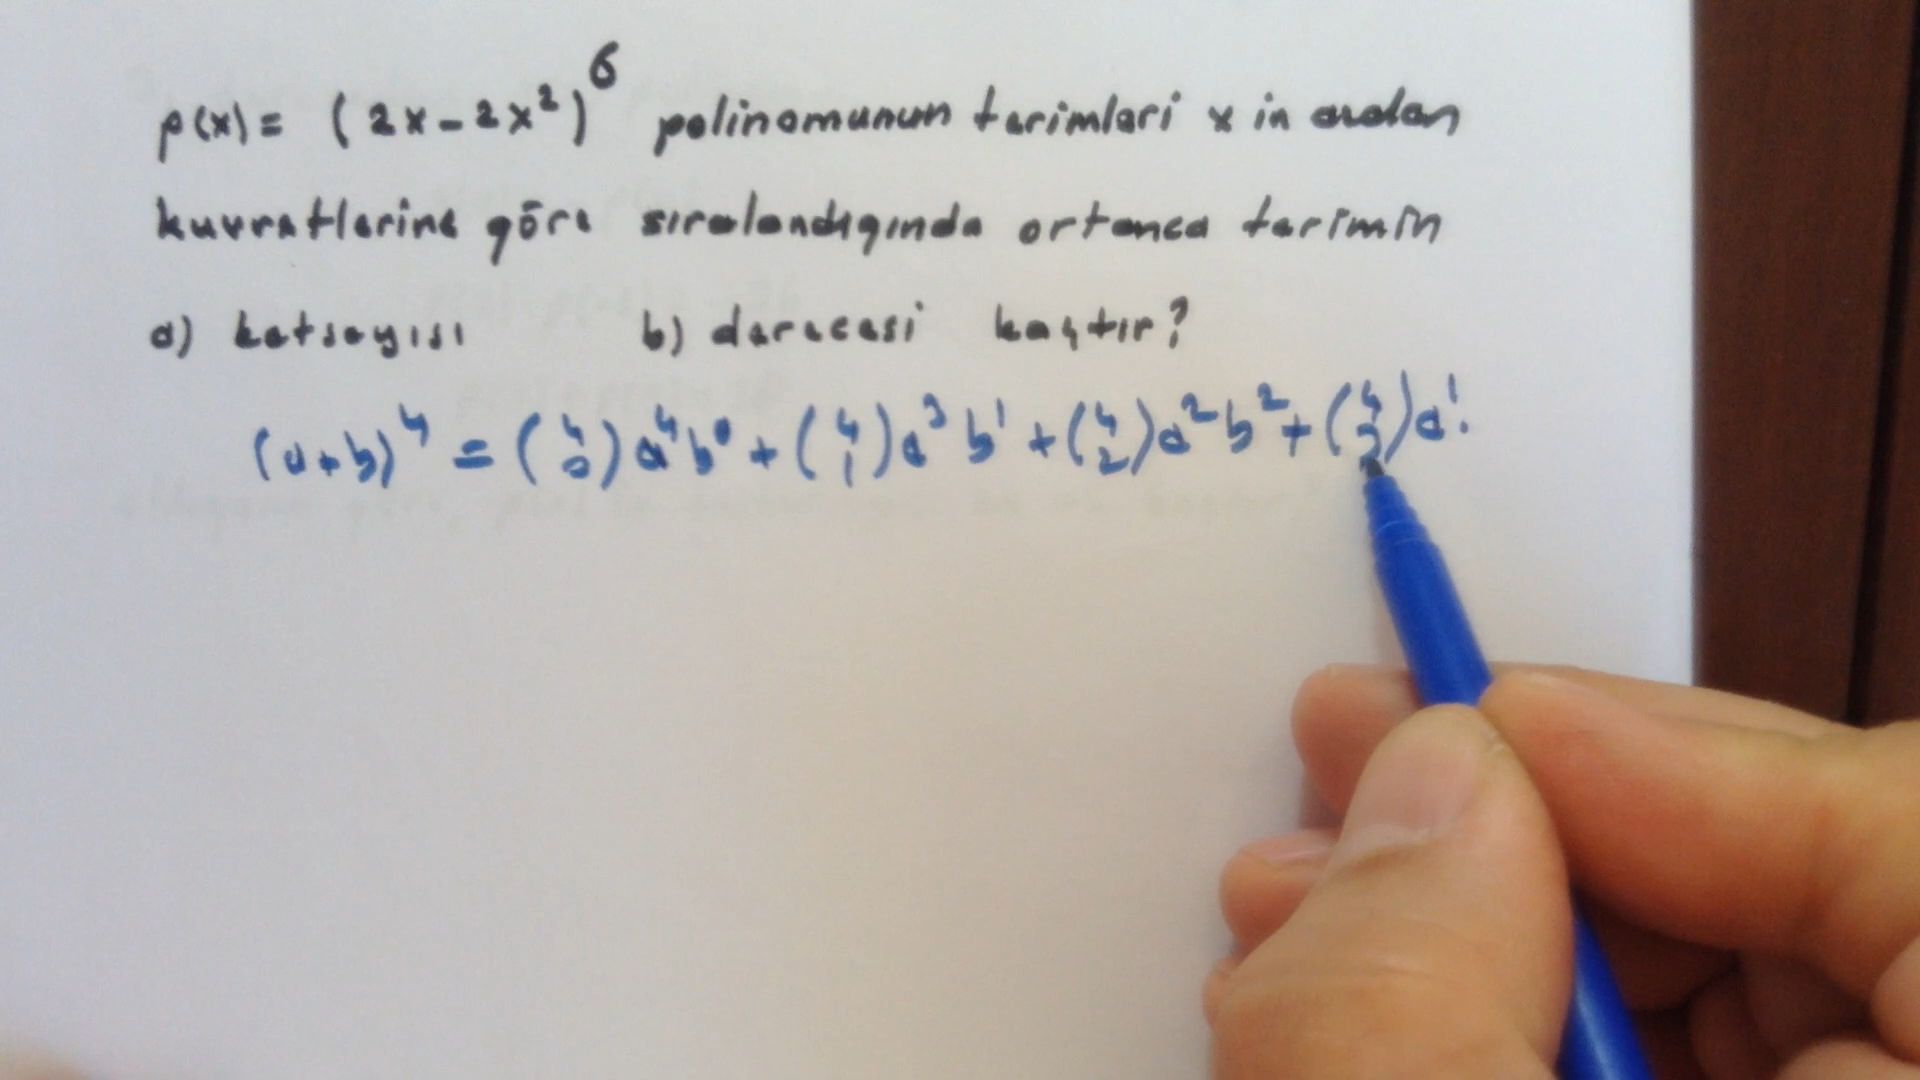 p(x) = (2x - 2x²)⁶ polinomunun terimleri x in azalan
kuvvetlerine göre sıralandığında ortanca terimin
a) katsayısı b) derecesi kaçtır?
(a+b)⁴ = (4 0) a⁴b⁰ + (4 1) a³b¹ + (4 2) a²b² + (4 3) a¹